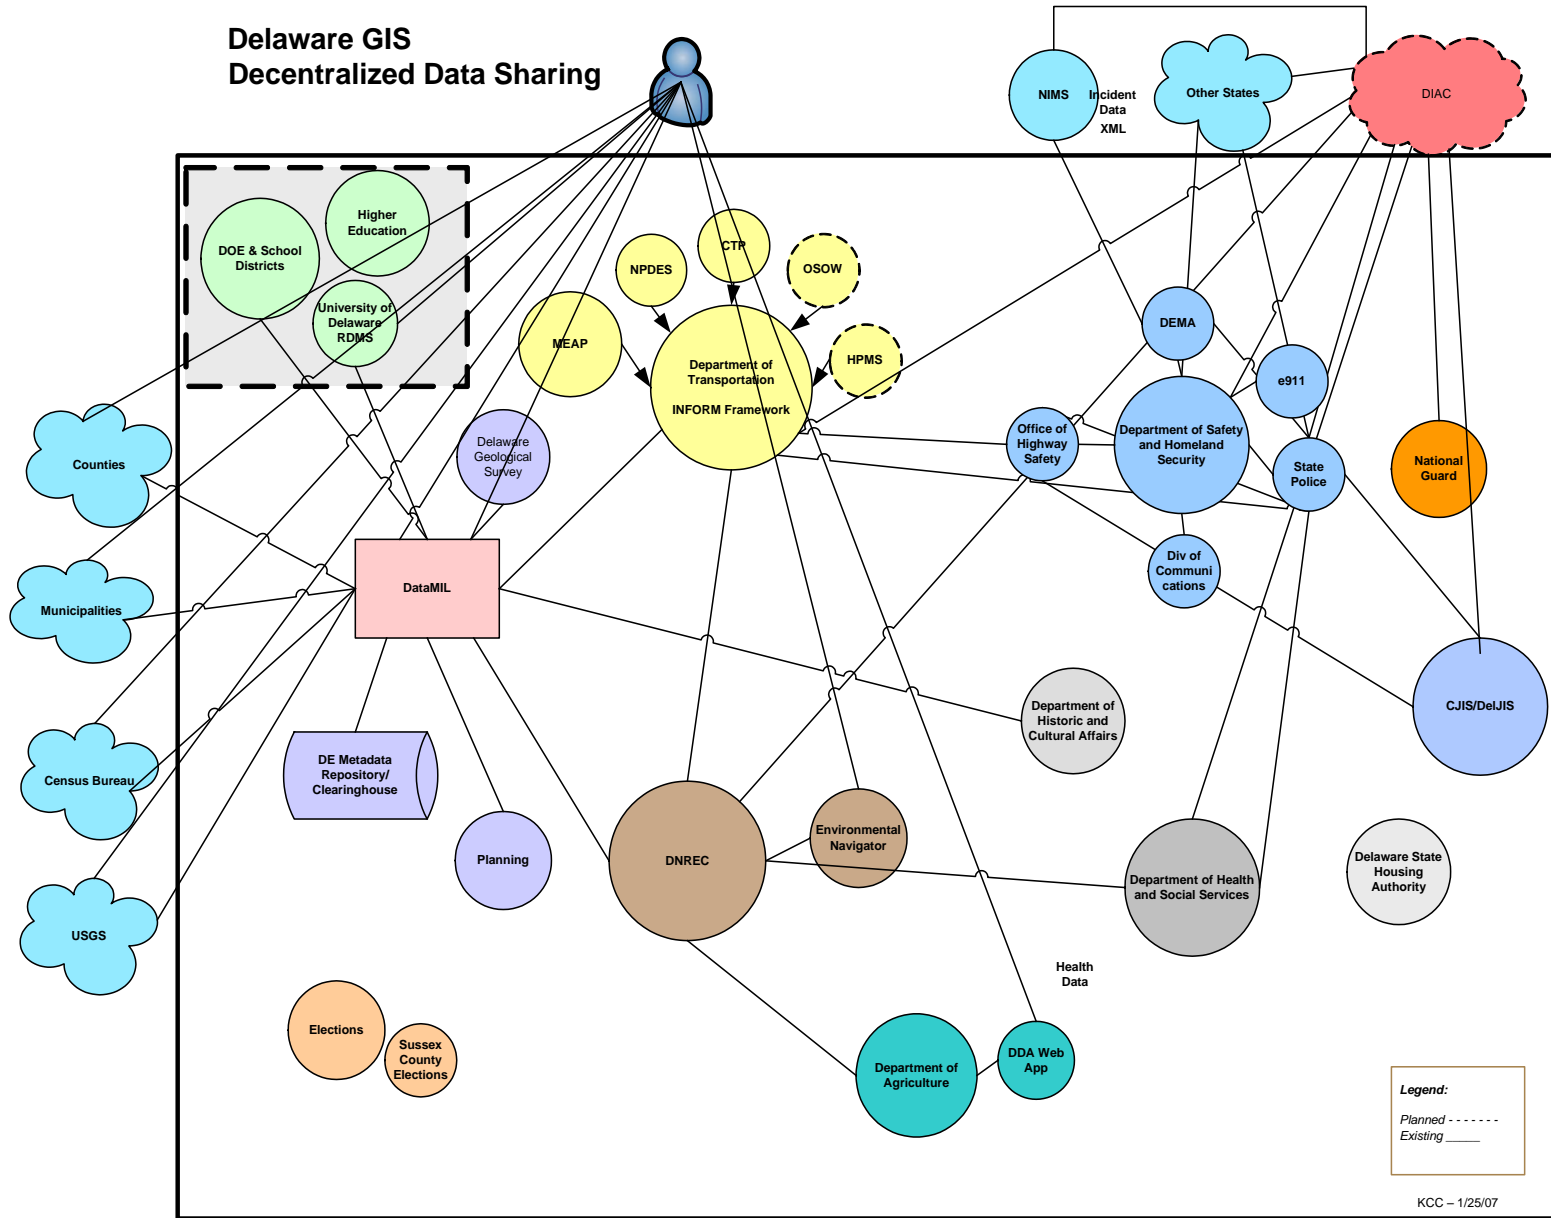 Delaware GIS
Decentralized Data Sharing
NIMS
Incident
Data
XML
Other States
DIAC
DOE & School
Districts
Higher
Education
University of
Delaware
RDMS
NPDES
CTP
OSOW
MEAP
HPMS
Department of
Transportation
INFORM Framework
DEMA
e911
Office of
Highway
Safety
Department of Safety
and Homeland
Security
State
Police
National
Guard
Counties
Delaware
Geological
Survey
DataMIL
Div of
Communi
cations
Municipalities
Department of
Historic and
Cultural Affairs
CJIS/DelJIS
Census Bureau
DE Metadata
Repository/
Clearinghouse
Planning
DNREC
Environmental
Navigator
Department of Health
and Social Services
Delaware State
Housing
Authority
USGS
Health
Data
Elections
Sussex
County
Elections
Department of
Agriculture
DDA Web
App
Legend:
Planned - - - - - - -
Existing _____
KCC – 1/25/07